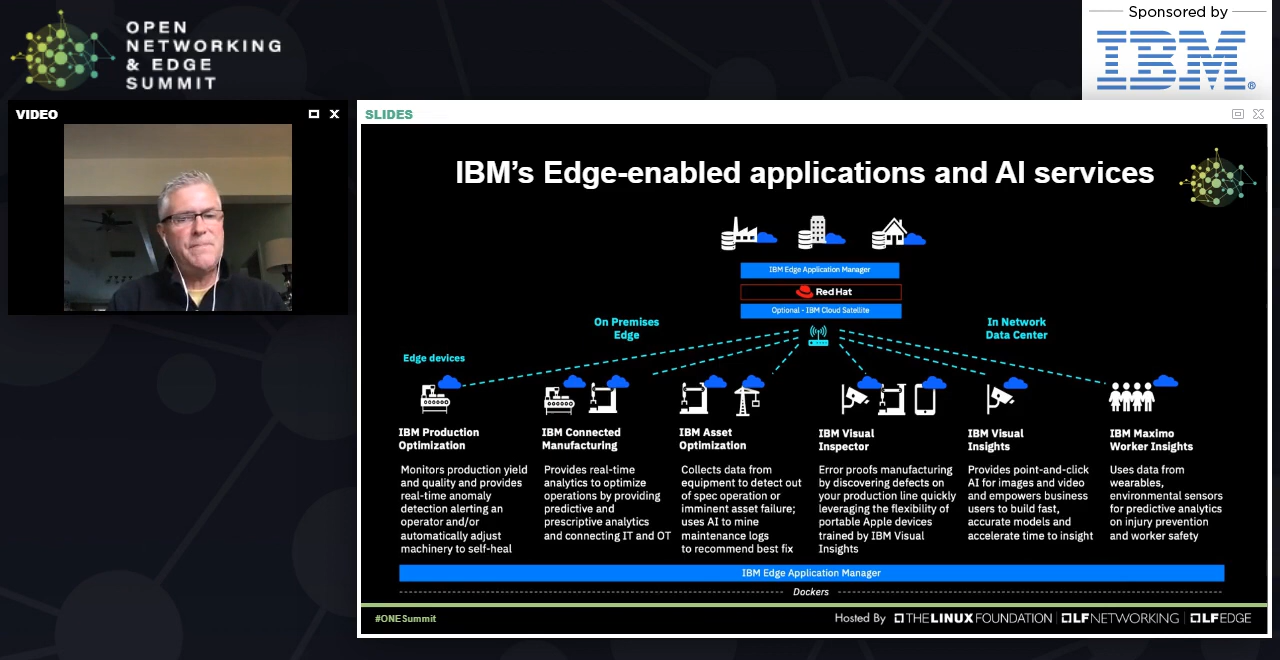 OPEN
NETWORKING
& EDGE
SUMMIT
Sponsored by
IBM®
VIDEO
SLIDES
IBM's Edge-enabled applications and AI services
IBM Edge Application Manager
Red Hat
Optional - IBM Cloud Satellite
On Premises
Edge
In Network
Data Center
Edge devices
IBM Production
Optimization
Monitors production yield
and quality and provides
real-time anomaly
detection alerting an
operator and/or
automatically adjust
machinery to self-heal
IBM Connected
Manufacturing
Provides real-time
analytics to optimize
operations by providing
predictive and
prescriptive analytics
and connecting IT and OT
IBM Asset
Optimization
Collects data from
equipment to detect out
of spec operation or
imminent asset failure;
uses AI to mine
maintenance logs
to recommend best fix
IBM Visual
Inspector
Error proofs manufacturing
by discovering defects on
your production line quickly
leveraging the flexibility of
portable Apple devices
trained by IBM Visual
Insights
IBM Visual
Insights
Provides point-and-click
AI for images and video
and empowers business
users to build fast,
accurate models and
accelerate time to insight
IBM Maximo
Worker Insights
Uses data from
wearables,
environmental sensors
for predictive analytics
on injury prevention
and worker safety
IBM Edge Application Manager
Dockers
#ONESummit
Hosted By THE LINUX FOUNDATION | LF NETWORKING | LF EDGE